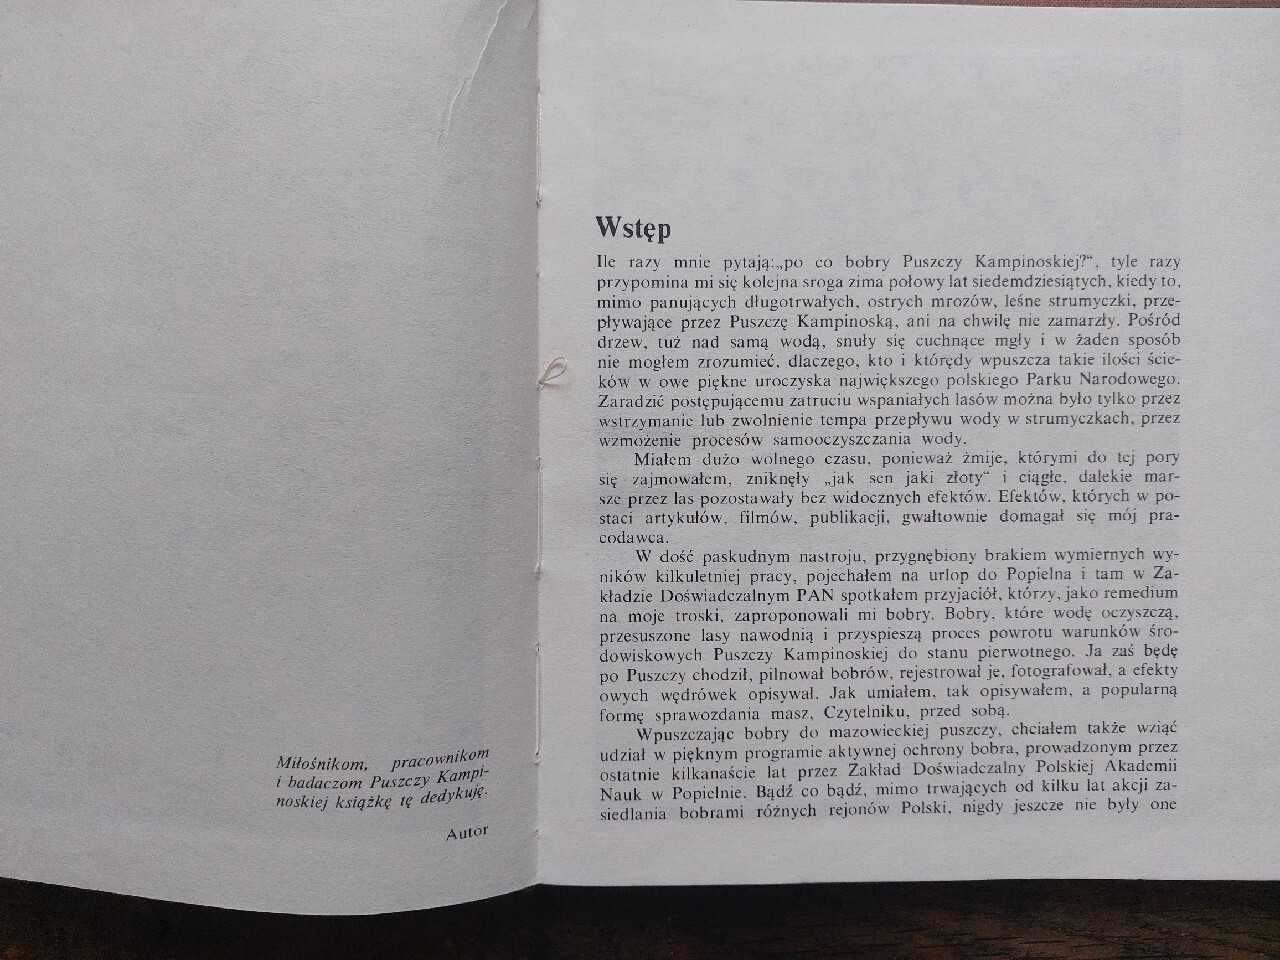 Miłośnikom, pracownikom
i badaczom Puszczy Kampi-
noskiej książkę tę dedykuję.
Autor
Wstęp
Ile razy mnie pytają:„po co bobry Puszczy Kampinoskiej?“, tyle razy
przypomina mi się kolejna sroga zima połowy lat siedemdziesiątych, kiedy to,
mimo panujących długotrwałych, ostrych mrozów, leśne strumyczki, prze-
pływające przez Puszczę Kampinoską, ani na chwilę nie zamarzły. Pośród
drzew, tuż nad samą wodą, snuły się cuchnące mgły i w żaden sposób
nie mogłem zrozumieć, dlaczego, kto i którędy wpuszcza takie ilości ście-
ków w owe piękne uroczyska największego polskiego Parku Narodowego.
Zaradzić postępującemu zatruciu wspaniałych lasów można było tylko przez
wstrzymanie lub zwolnienie tempa przepływu wody w strumyczkach, przez
wzmożenie procesów samooczyszczania wody.
Miałem dużo wolnego czasu, ponieważ żmije, którymi do tej pory
się zajmowałem, zniknęły „jak sen jaki złoty“ i ciągłe, dalekie mar-
sze przez las pozostawały bez widocznych efektów. Efektów, których w po-
staci artykułów, filmów, publikacji, gwałtownie domagał się mój pra-
codawca.
W dość paskudnym nastroju, przygnębiony brakiem wymiernych wy-
ników kilkuletniej pracy, pojechałem na urlop do Popielna i tam w Za-
kładzie Doświadczalnym PAN spotkałem przyjaciół, którzy, jako remedium
na moje troski, zaproponowali mi bobry. Bobry, które wodę oczyszczą,
przesuszone lasy nawodnią i przyspieszą proces powrotu warunków śro-
dowiskowych Puszczy Kampinoskiej do stanu pierwotnego. Ja zaś będę
po Puszczy chodził, pilnował bobrów, rejestrował je, fotografował, a efekty
owych wędrówek opisywał. Jak umiałem, tak opisywałem, a popularną
formę sprawozdania masz, Czytelniku, przed sobą.
Wpuszczając bobry do mazowieckiej puszczy, chciałem także wziąć
udział w pięknym programie aktywnej ochrony bobra, prowadzonym przez
ostatnie kilkanaście lat przez Zakład Doświadczalny Polskiej Akademii
Nauk w Popielnie. Bądź co bądź, mimo trwających od kilku lat akcji za-
siedlania bobrami różnych rejonów Polski, nigdy jeszcze nie były one